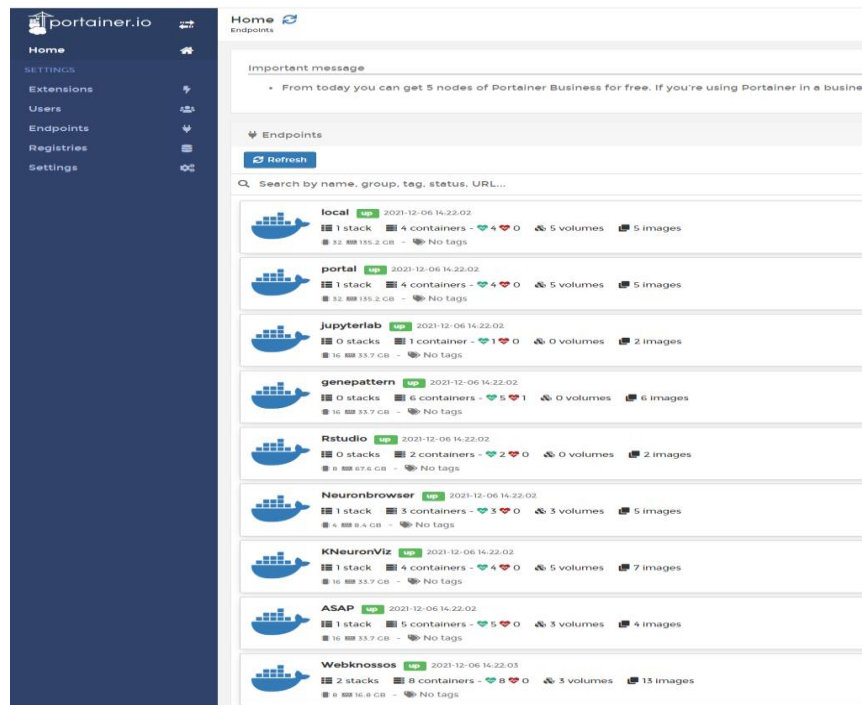 portainer.io
Home
SETTINGS
Extensions
Users
Endpoints
Registries
Settings
Home
Endpoints
Important message
From today you can get 5 nodes of Portainer Business for free. If you're using Portainer in a busine
Endpoints
Refresh
Search by name, group, tag, status, URL...
local up 2021-12-06 14:22:02
1 stack 4 containers - 4 0 5 volumes 5 images
32 135.2 GB - No tags
portal up 2021-12-06 14:22:02
1 stack 4 containers - 4 0 5 volumes 5 images
32 135.2 GB - No tags
jupyterlab up 2021-12-06 14:22:02
0 stacks 1 container - 1 0 0 volumes 2 images
16 33.7 GB - No tags
genepattern up 2021-12-06 14:22:02
0 stacks 6 containers - 5 1 0 volumes 6 images
16 33.7 GB - No tags
Rstudio up 2021-12-06 14:22:02
0 stacks 2 containers - 2 0 0 volumes 2 images
8 67.6 GB - No tags
Neuronbrowser up 2021-12-06 14:22:02
1 stack 3 containers - 3 0 3 volumes 5 images
4 8.4 GB - No tags
KNeuronViz up 2021-12-06 14:22:02
1 stack 4 containers - 4 0 5 volumes 7 images
16 33.7 GB - No tags
ASAP up 2021-12-06 14:22:02
1 stack 5 containers - 5 0 3 volumes 4 images
16 33.7 GB - No tags
Webknossos up 2021-12-06 14:22:03
2 stacks 8 containers - 8 0 3 volumes 13 images
8 16.8 GB - No tags